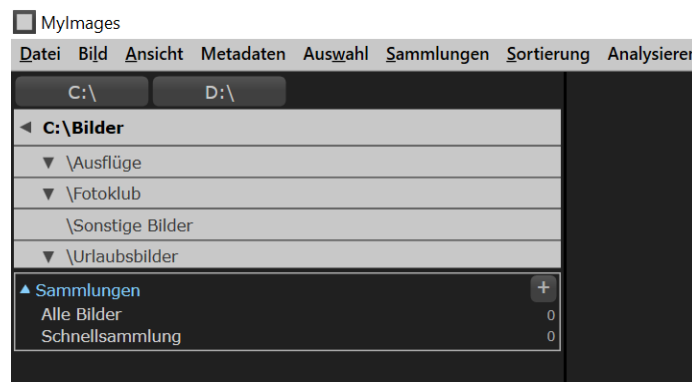 MyImages
Datei Bild Ansicht Metadaten Auswahl Sammlungen Sortierung Analysieren
C:\ D:\
C:\Bilder
\Ausflüge
\Fotoklub
\Sonstige Bilder
\Urlaubsbilder
Sammlungen +
Alle Bilder 0
Schnellsammlung 0